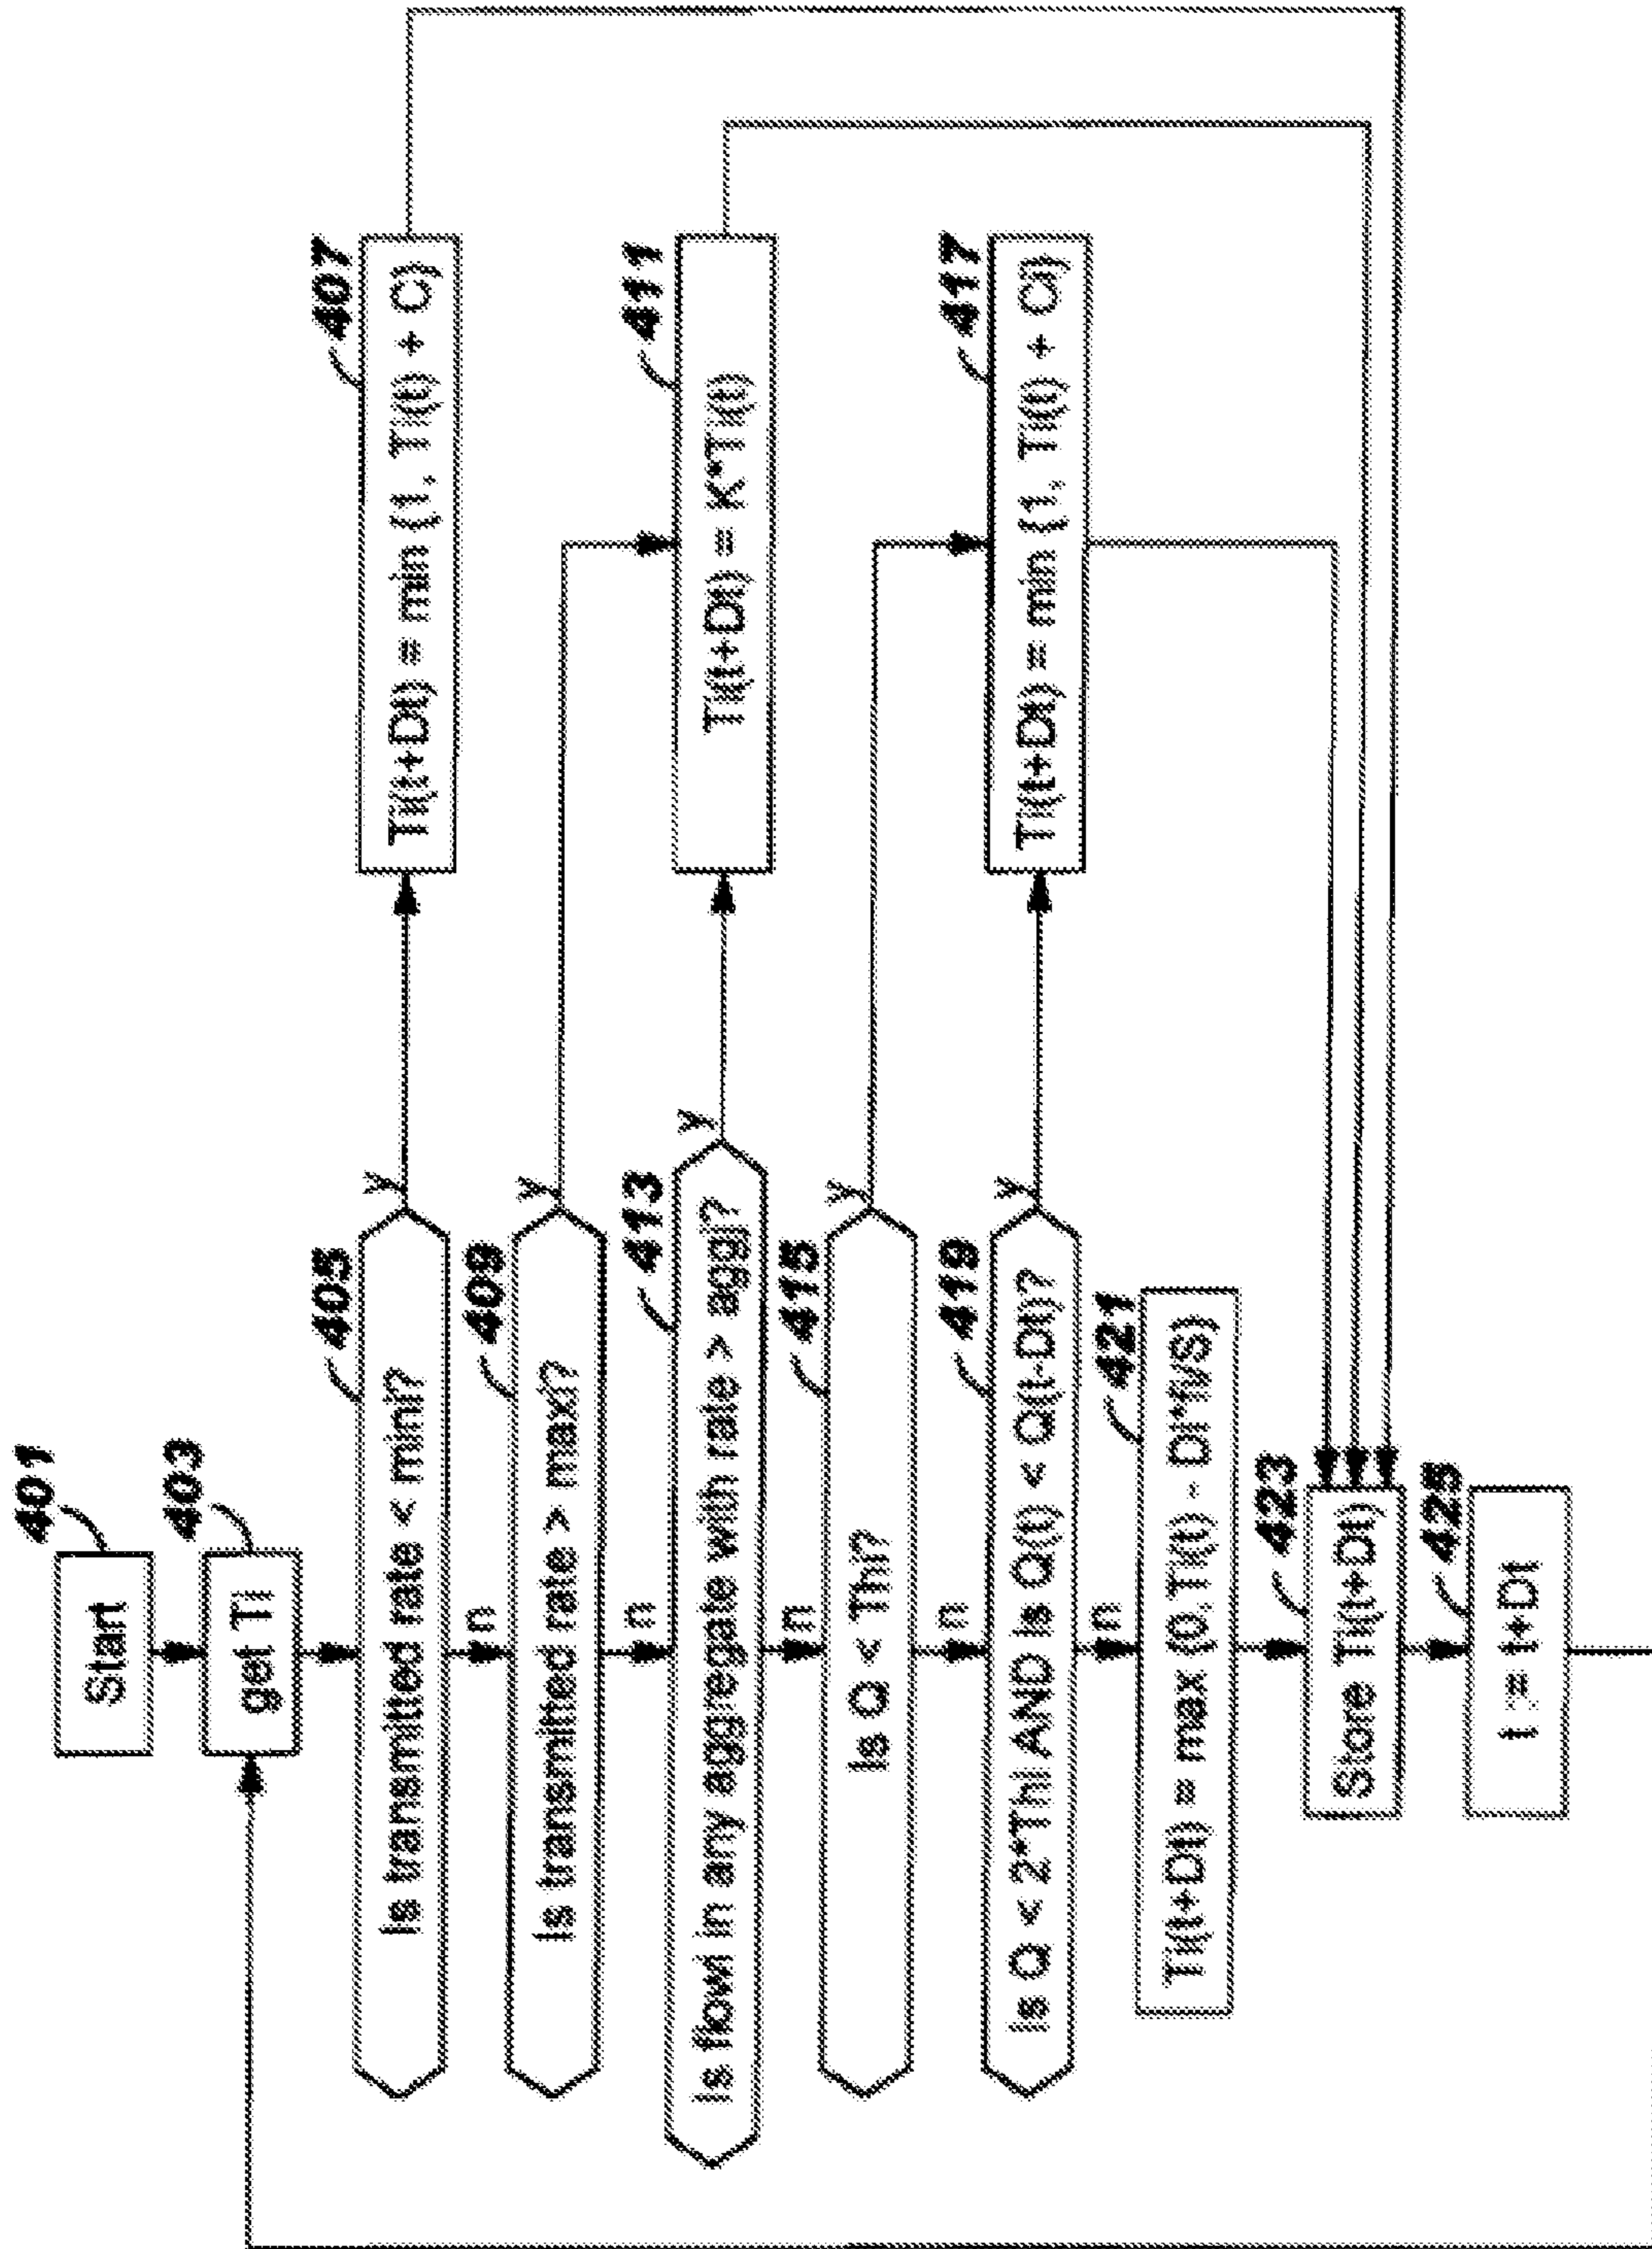 401
Start
403
get Ti
405
Is transmitted rate < mini?
y
407
Ti(t+Dt) = min {1, Ti(t) + Ci}
n
409
Is transmitted rate > maxi?
y
411
Ti(t+Dt) = K*Ti(t)
n
413
Is flowi in any aggregate with rate > aggj?
y
n
415
Is Q < Thi?
y
417
Ti(t+Dt) = min {1, Ti(t) + Ci}
n
419
Is Q < 2*Thi AND is Q(t) < Q(t-Dt)?
y
n
421
Ti(t+Dt) = max {0,Ti(t) - Di*fi/S}
423
Store Ti(t+Dt)
425
t := t+Dt